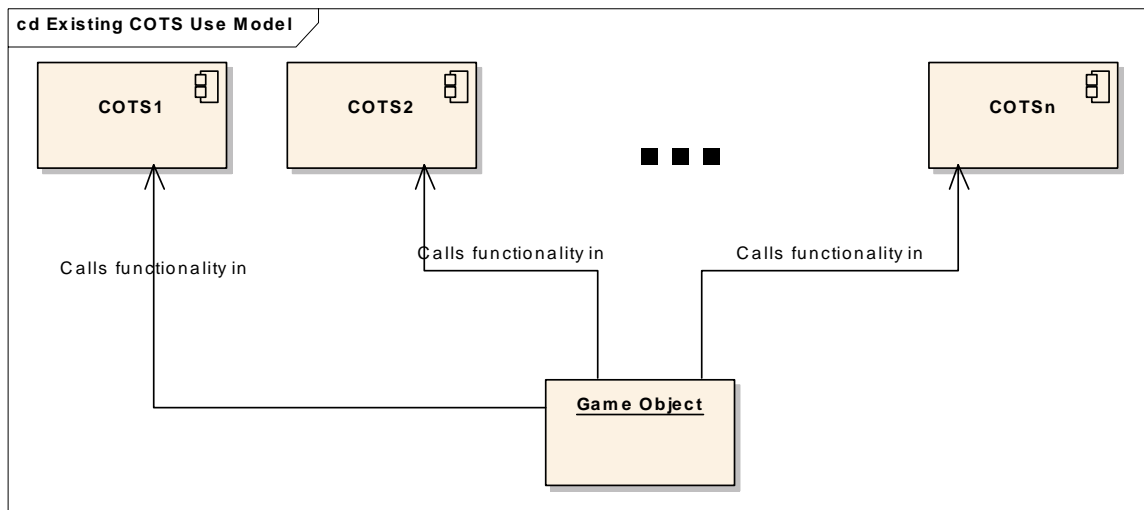 cd Existing COTS Use Model
COTS1
COTS2
COTSn
Calls functionality in
Calls functionality in
Calls functionality in
Game Object